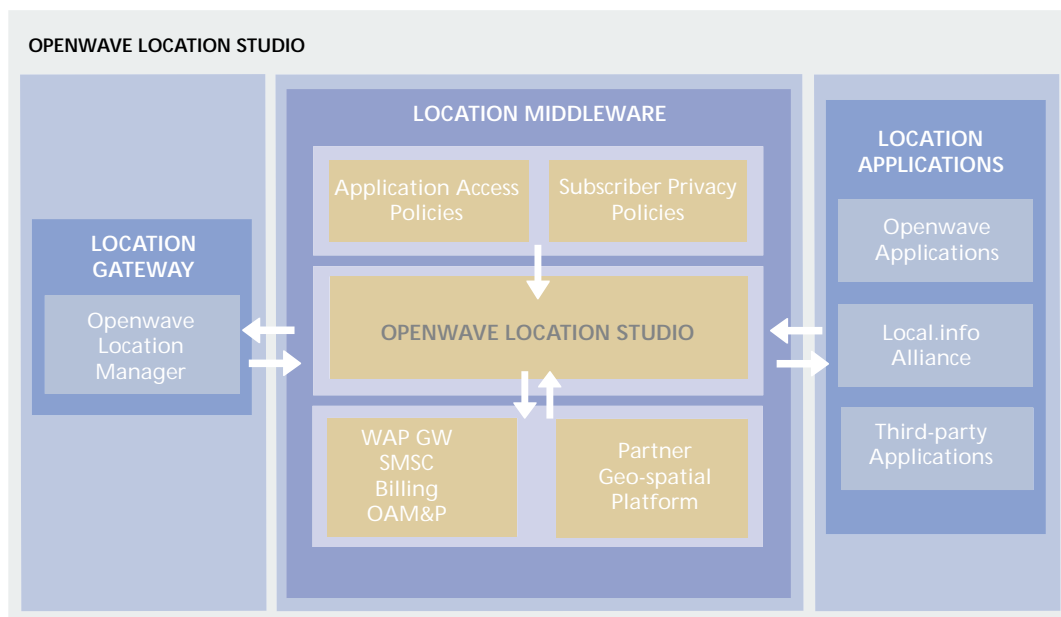 OPENWAVE LOCATION STUDIO
LOCATION
GATEWAY
Openwave
Location
Manager
LOCATION MIDDLEWARE
Application Access
Policies
Subscriber Privacy
Policies
OPENWAVE LOCATION STUDIO
WAP GW
SMSC
Billing
OAM&P
Partner
Geo-spatial
Platform
LOCATION
APPLICATIONS
Openwave
Applications
Local.info
Alliance
Third-party
Applications